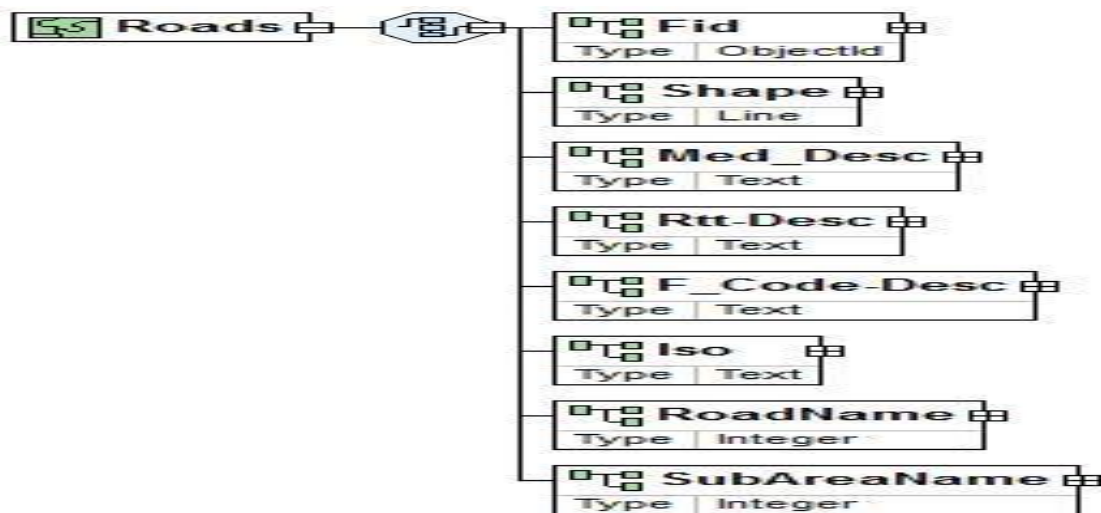 Roads
Fid
Type ObjectId
Shape
Type Line
Med_Desc
Type Text
Rtt-Desc
Type Text
F_Code-Desc
Type Text
Iso
Type Text
RoadName
Type Integer
SubAreaName
Type Integer